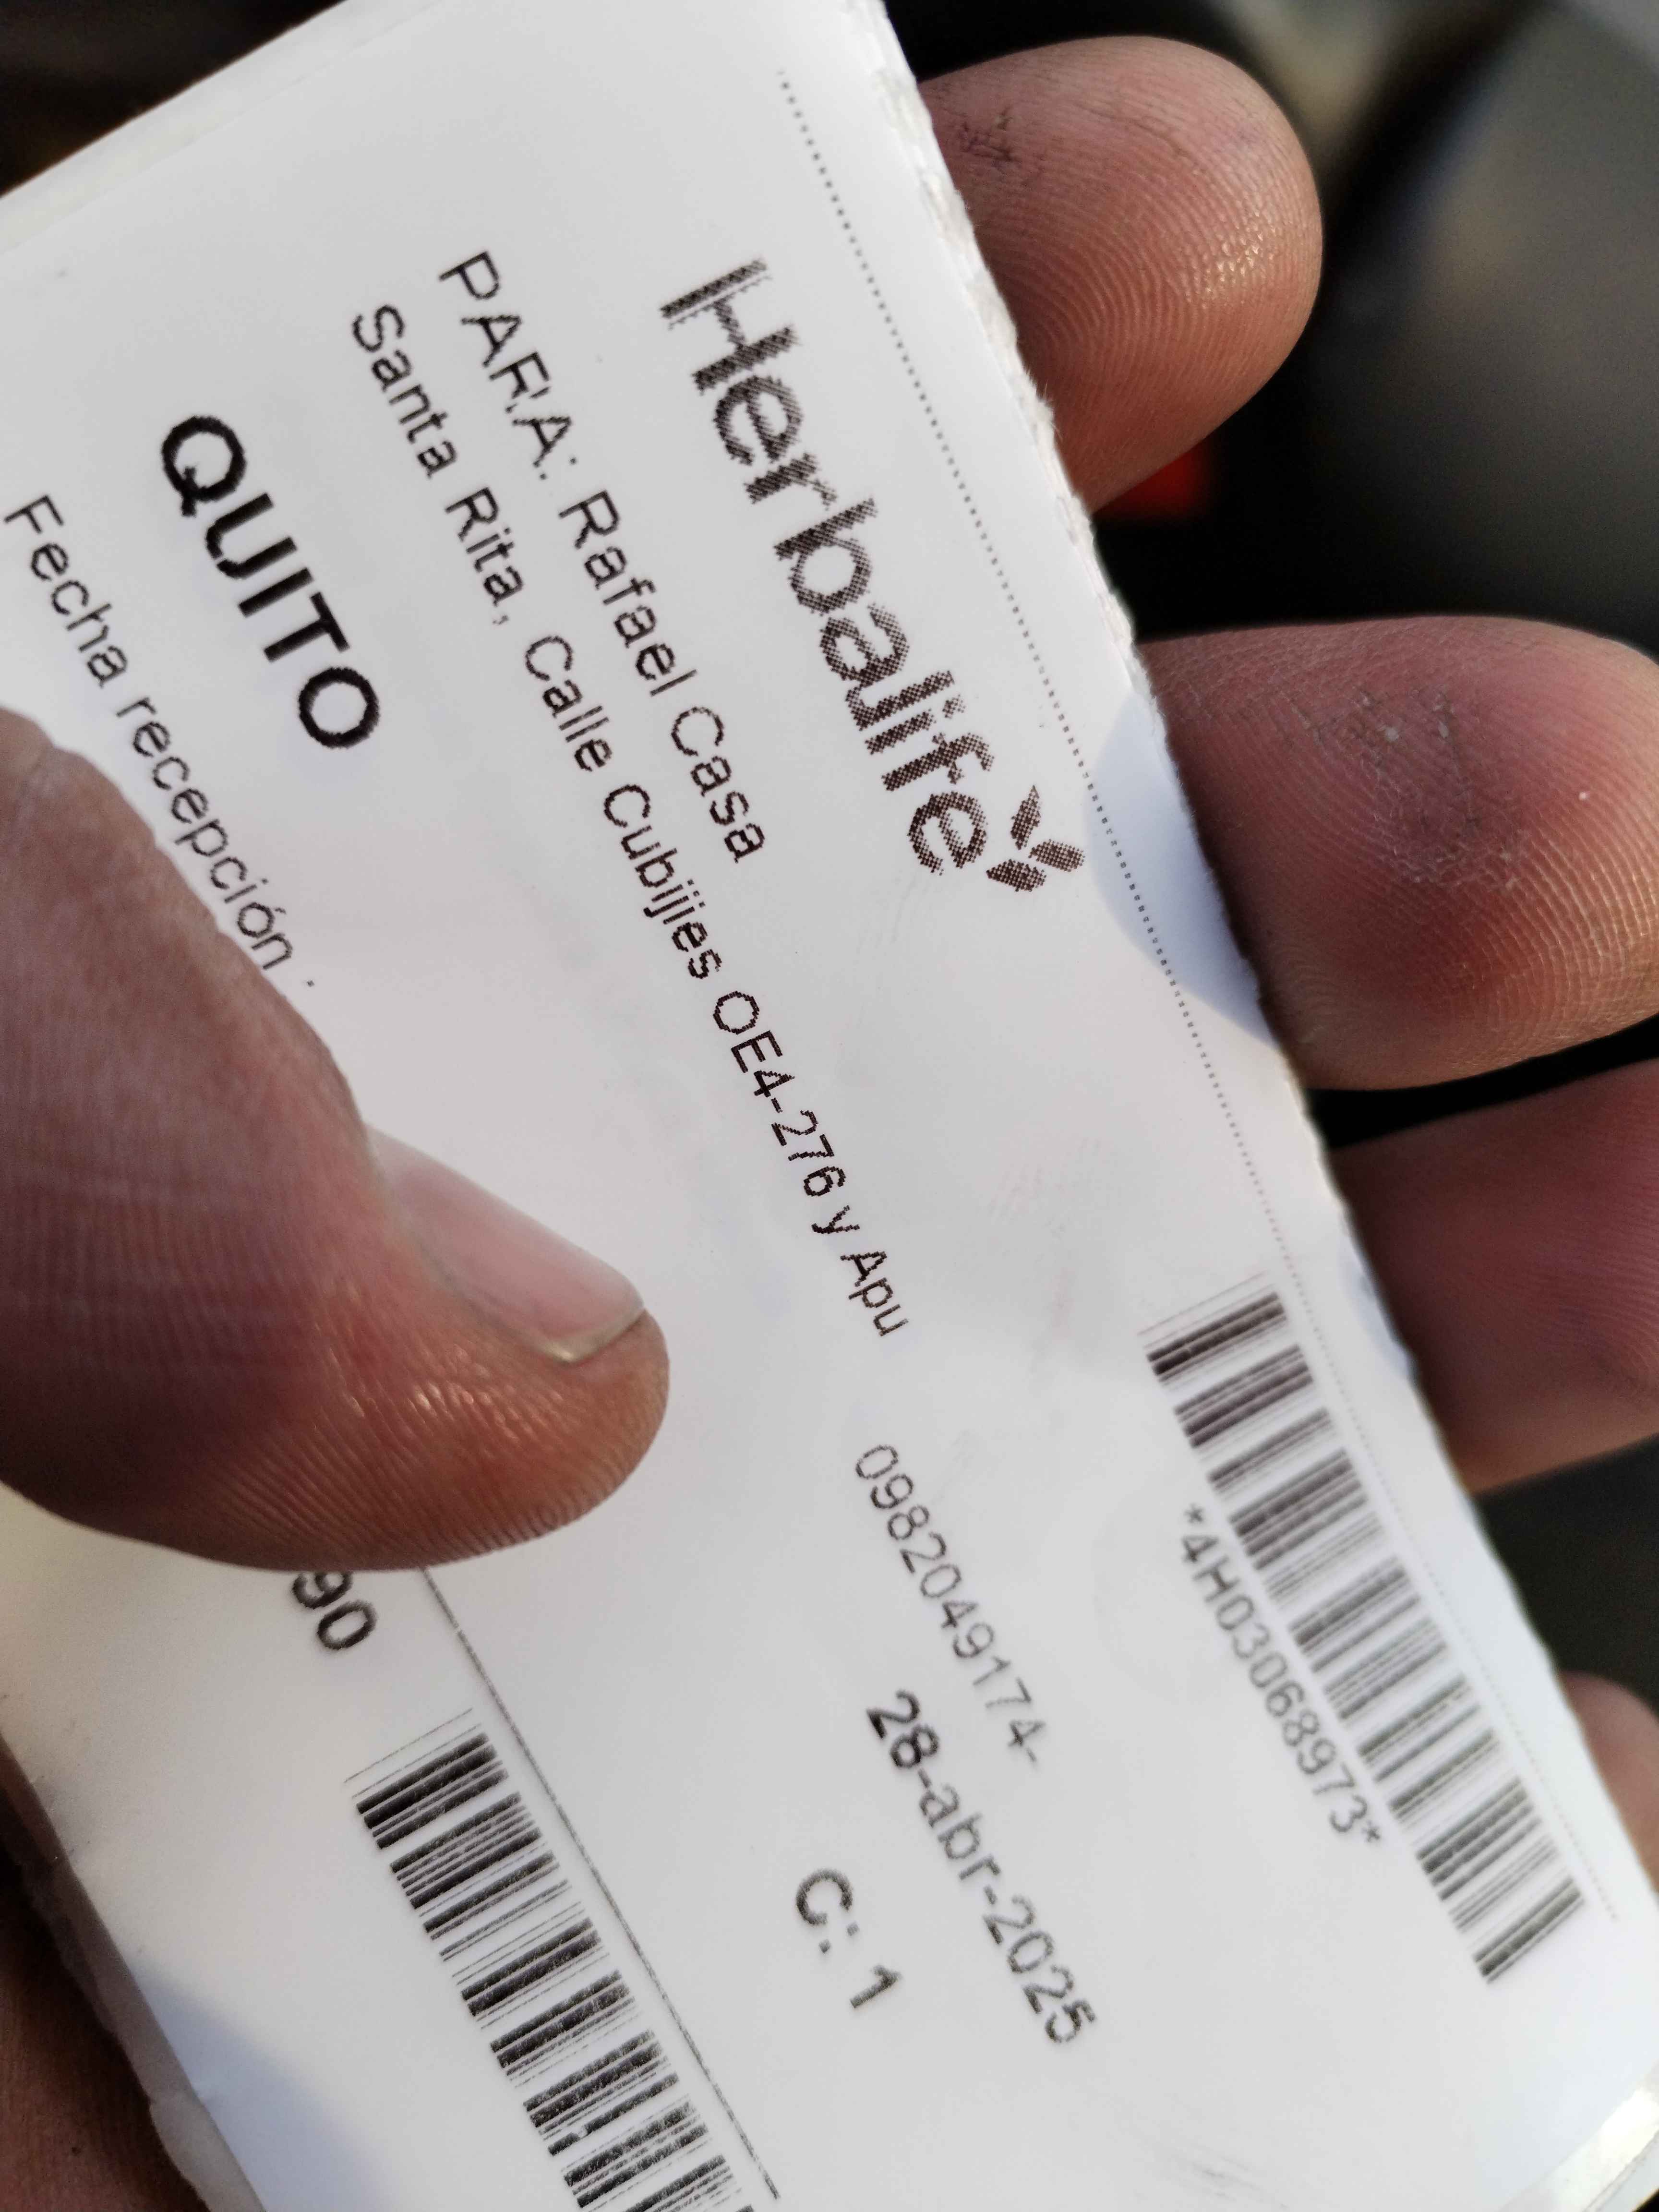 Herbalife
*4H03068973*
PARA: Rafael Casa
Santa Rita, Calle Cubijies OE4-276 y Apu
0982049174-
28-abr-2025
QUITO
C: 1
Fecha recepción :
90